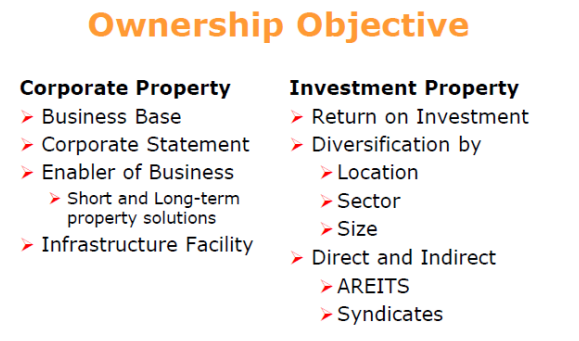 Ownership Objective
Corporate Property
Business Base
Corporate Statement
Enabler of Business
Short and Long-term
property solutions
Infrastructure Facility
Investment Property
Return on Investment
Diversification by
Location
Sector
Size
Direct and Indirect
AREITS
Syndicates